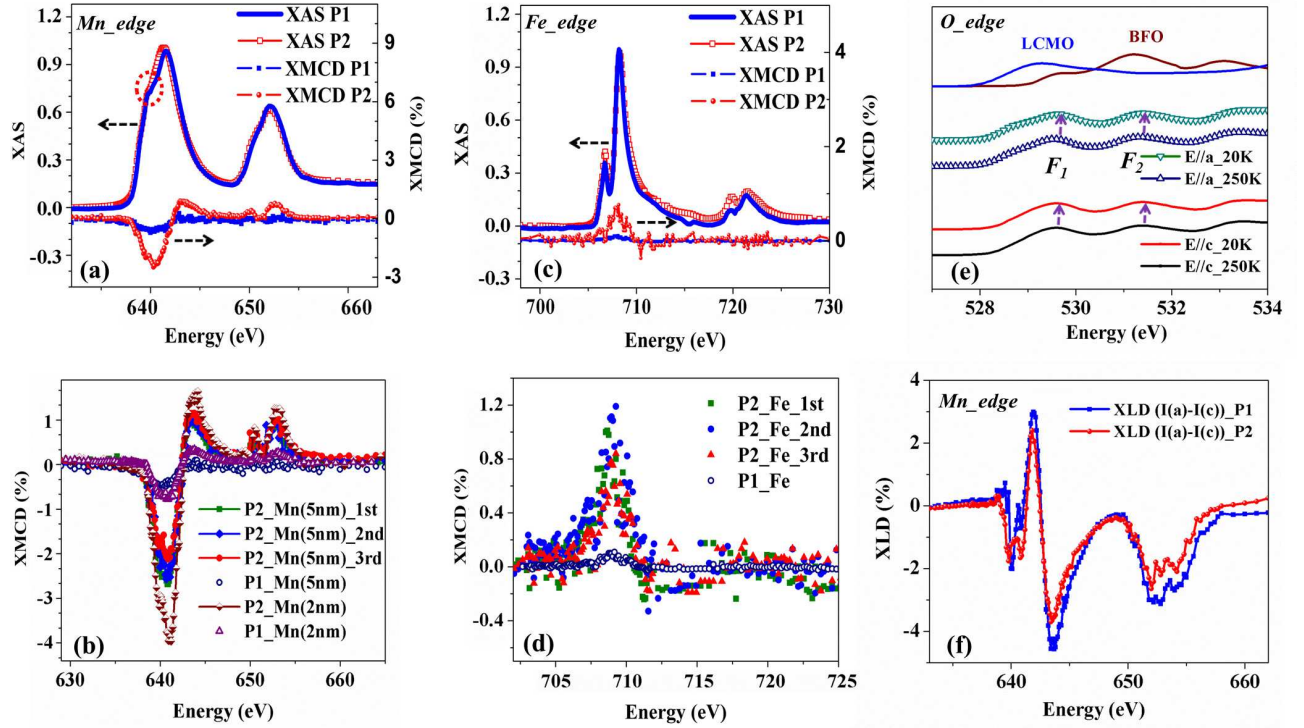 Mn_edge
XAS P1
XAS P2
XMCD P1
XMCD P2
1.2
0.9
0.6
0.3
0.0
-0.3
9
6
3
0
-3
XAS
XMCD (%)
(a)
640 650 660
Energy (eV)
Fe_edge
XAS P1
XAS P2
XMCD P1
XMCD P2
1.2
0.9
0.6
0.3
0.0
-0.3
4
2
0
XAS
XMCD (%)
(c)
700 710 720 730
Energy (eV)
O_edge
LCMO
BFO
F1
F2
E//a_20K
E//a_250K
E//c_20K
E//c_250K
(e)
528 530 532 534
Energy (eV)
1
0
-1
-2
-3
-4
XMCD (%)
P2_Mn(5nm)_1st
P2_Mn(5nm)_2nd
P2_Mn(5nm)_3rd
P1_Mn(5nm)
P2_Mn(2nm)
P1_Mn(2nm)
(b)
630 640 650 660
Energy (eV)
1.2
0.8
0.4
0.0
-0.4
XMCD (%)
P2_Fe_1st
P2_Fe_2nd
P2_Fe_3rd
P1_Fe
(d)
705 710 715 720 725
Energy (eV)
Mn_edge
XLD (I(a)-I(c))_P1
XLD (I(a)-I(c))_P2
4
2
0
-2
-4
XLD (%)
(f)
640 650 660
Energy (eV)